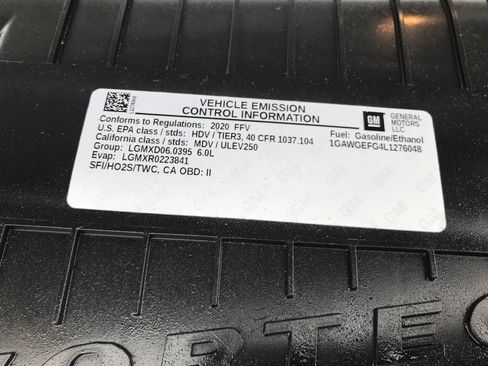 VEHICLE EMISSION
CONTROL INFORMATION
Conforms to Regulations: 2020 FFV
U.S. EPA class / stds: HDV / TIER3, 40 CFR 1037.104
California class / stds: MDV / ULEV250
Group: LGMXD06.0395 6.0L
Evap: LGMXR0223841
SFI/HO2S/TWC, CA OBD: II
GM
GENERAL
MOTORS
LLC
Fuel: Gasoline/Ethanol
1GAWGEFG4L1276048